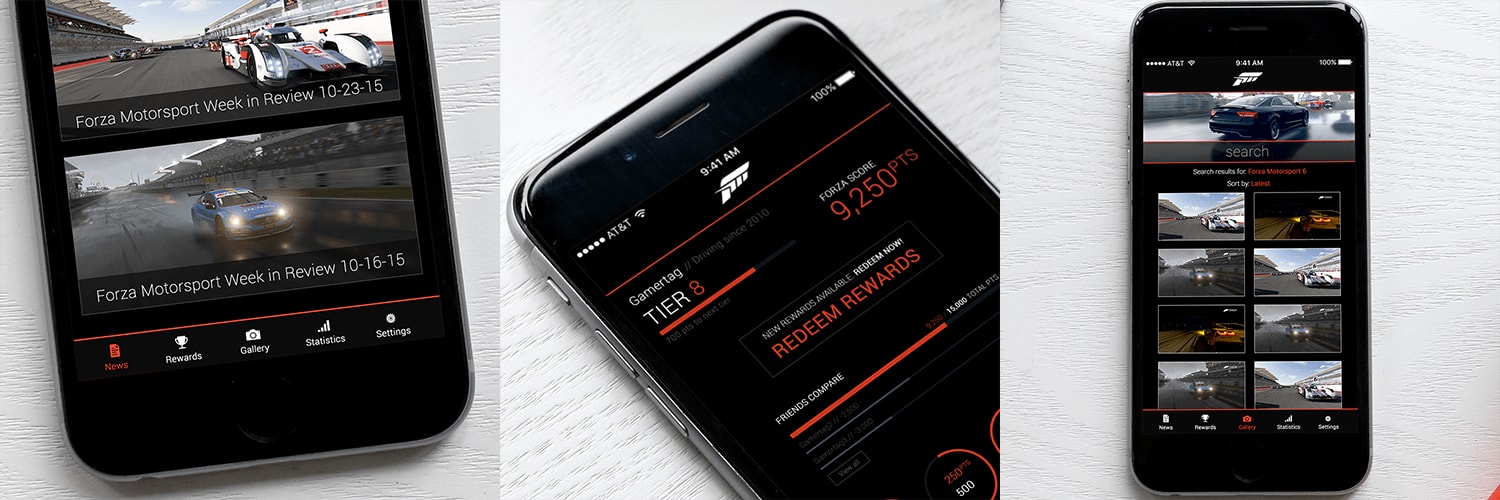 Forza Motorsport Week in Review 10-23-15
Forza Motorsport Week in Review 10-16-15
News
Rewards
Gallery
Statistics
Settings
AT&T
9:41 AM
100%
Gamertag // Driving since 2010
TIER 8
700 pts to next tier
FORZA SCORE
9,250PTS
NEW REWARDS AVAILABLE. REDEEM NOW!
REDEEM REWARDS
FRIENDS COMPARE
9,250 15,000 TOTAL PTS
Gamertag2 // -2,500
Gamertag3 // -3,000
View all
250PTS
500
AT&T
9:41 AM
100%
search
Search results for: Forza Motorsport 6
Sort by: Latest
News
Rewards
Gallery
Statistics
Settings